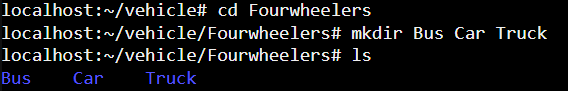 localhost:~/vehicle# cd Fourwheelers
localhost:~/vehicle/Fourwheelers# mkdir Bus Car Truck
localhost:~/vehicle/Fourwheelers# ls
Bus    Car    Truck